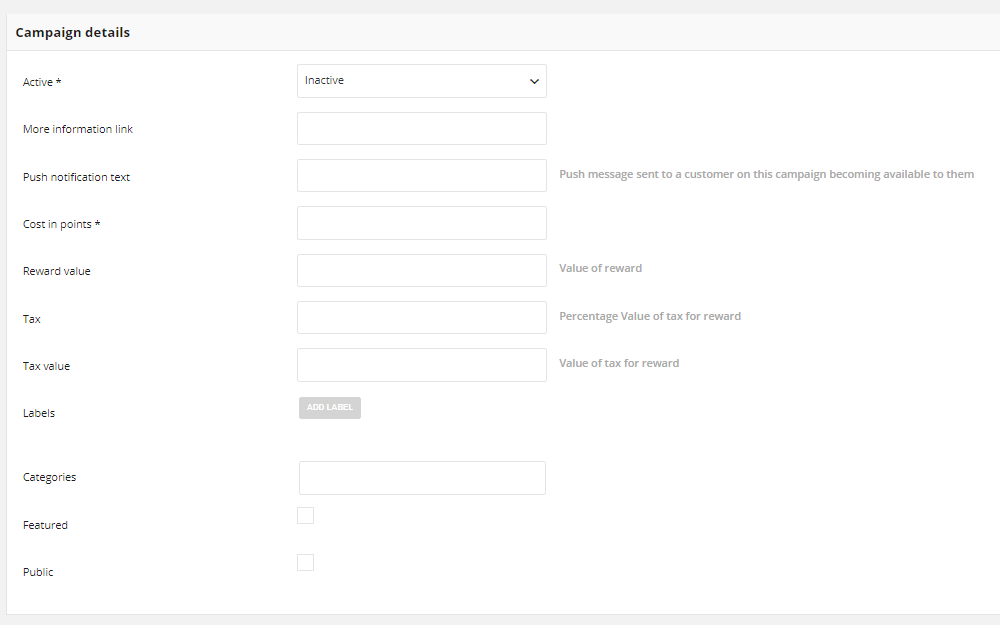 Campaign details
Active *
Inactive
More information link
Push notification text
Push message sent to a customer on this campaign becoming available to them
Cost in points *
Reward value
Value of reward
Tax
Percentage Value of tax for reward
Tax value
Value of tax for reward
Labels
ADD LABEL
Categories
Featured
Public